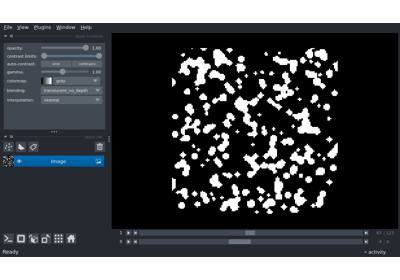 File View Plugins Window Help
opacity: 1.00
contrast limits:
auto-contrast: once continuous
gamma: 1.00
colormap: gray
blending: translucent_no_depth
interpolation: nearest
Image
1
0
Ready
activity